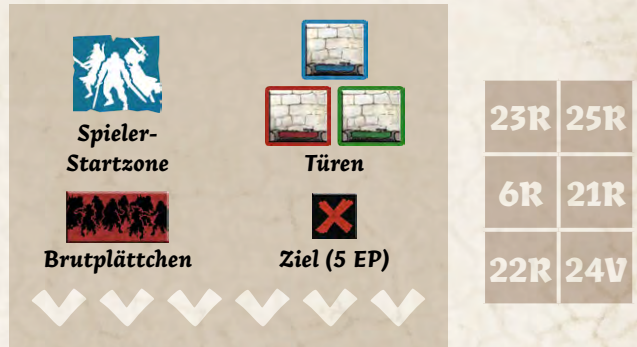 Spieler-
Startzone
Türen
Brutplättchen
Ziel (5 EP)
23R 25R
6R 21R
22R 24V